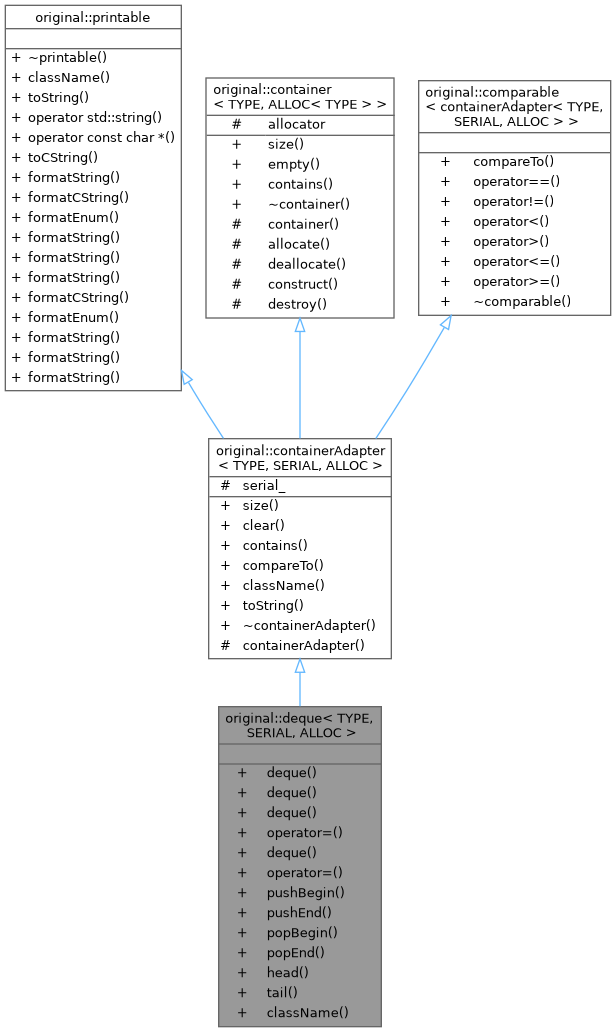 original::printable
+ ~printable()
+ className()
+ toString()
+ operator std::string()
+ operator const char *()
+ toCString()
+ formatString()
+ formatCString()
+ formatEnum()
+ formatString()
+ formatString()
+ formatString()
+ formatCString()
+ formatEnum()
+ formatString()
+ formatString()
+ formatString()
original::container
< TYPE, ALLOC< TYPE > >
# allocator
+ size()
+ empty()
+ contains()
+ ~container()
# container()
# allocate()
# deallocate()
# construct()
# destroy()
original::comparable
< containerAdapter< TYPE,
SERIAL, ALLOC > >
+ compareTo()
+ operator==()
+ operator!=()
+ operator<()
+ operator>()
+ operator<=()
+ operator>=()
+ ~comparable()
original::containerAdapter
< TYPE, SERIAL, ALLOC >
# serial_
+ size()
+ clear()
+ contains()
+ compareTo()
+ className()
+ toString()
+ ~containerAdapter()
# containerAdapter()
original::deque< TYPE,
SERIAL, ALLOC >
+ deque()
+ deque()
+ deque()
+ operator=()
+ deque()
+ operator=()
+ pushBegin()
+ pushEnd()
+ popBegin()
+ popEnd()
+ head()
+ tail()
+ className()